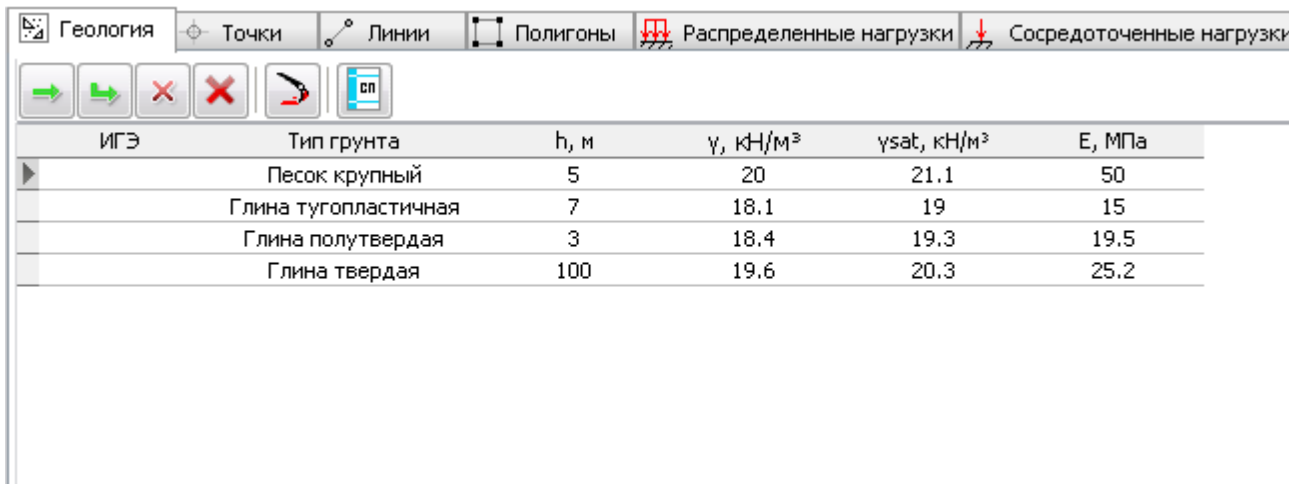 Геология Точки Линии Полигоны Распределенные нагрузки Сосредоточенные нагрузки
СП
ИГЭ Тип грунта h, м γ, кН/м³ γsat, кН/м³ E, МПа
Песок крупный 5 20 21.1 50
Глина тугопластичная 7 18.1 19 15
Глина полутвердая 3 18.4 19.3 19.5
Глина твердая 100 19.6 20.3 25.2